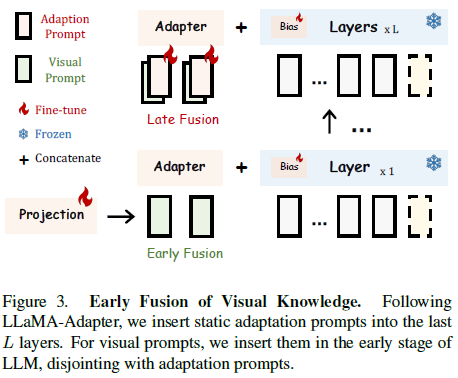 Adaption
Prompt
Visual
Prompt
Fine-tune
Frozen
+ Concatenate
Adapter + Bias Layers x L
...
Late Fusion
↑ ...
Adapter + Bias Layer x 1
Projection → ...
Early Fusion
Figure 3. Early Fusion of Visual Knowledge. Following
LLaMA-Adapter, we insert static adaptation prompts into the last
L layers. For visual prompts, we insert them in the early stage of
LLM, disjointing with adaptation prompts.